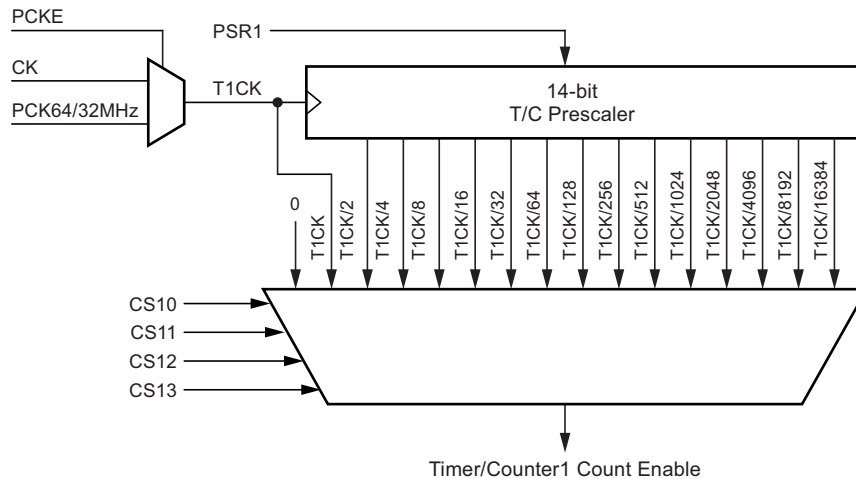 PCKE
PSR1
CK
T1CK
PCK64/32MHz
14-bit
T/C Prescaler
0
T1CK
T1CK/2
T1CK/4
T1CK/8
T1CK/16
T1CK/32
T1CK/64
T1CK/128
T1CK/256
T1CK/512
T1CK/1024
T1CK/2048
T1CK/4096
T1CK/8192
T1CK/16384
CS10
CS11
CS12
CS13
Timer/Counter1 Count Enable